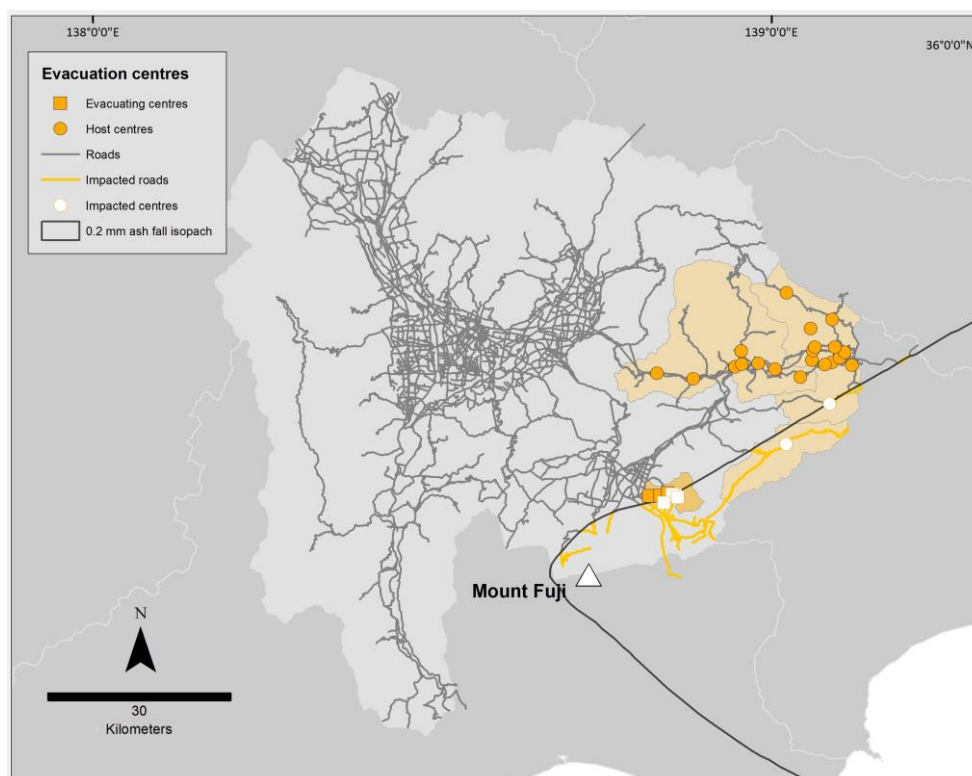 138°0'0"E
139°0'0"E
36°0'0"N
Evacuation centres
Evacuating centres
Host centres
Roads
Impacted roads
Impacted centres
0.2 mm ash fall isopach
Mount Fuji
N
30
Kilometers